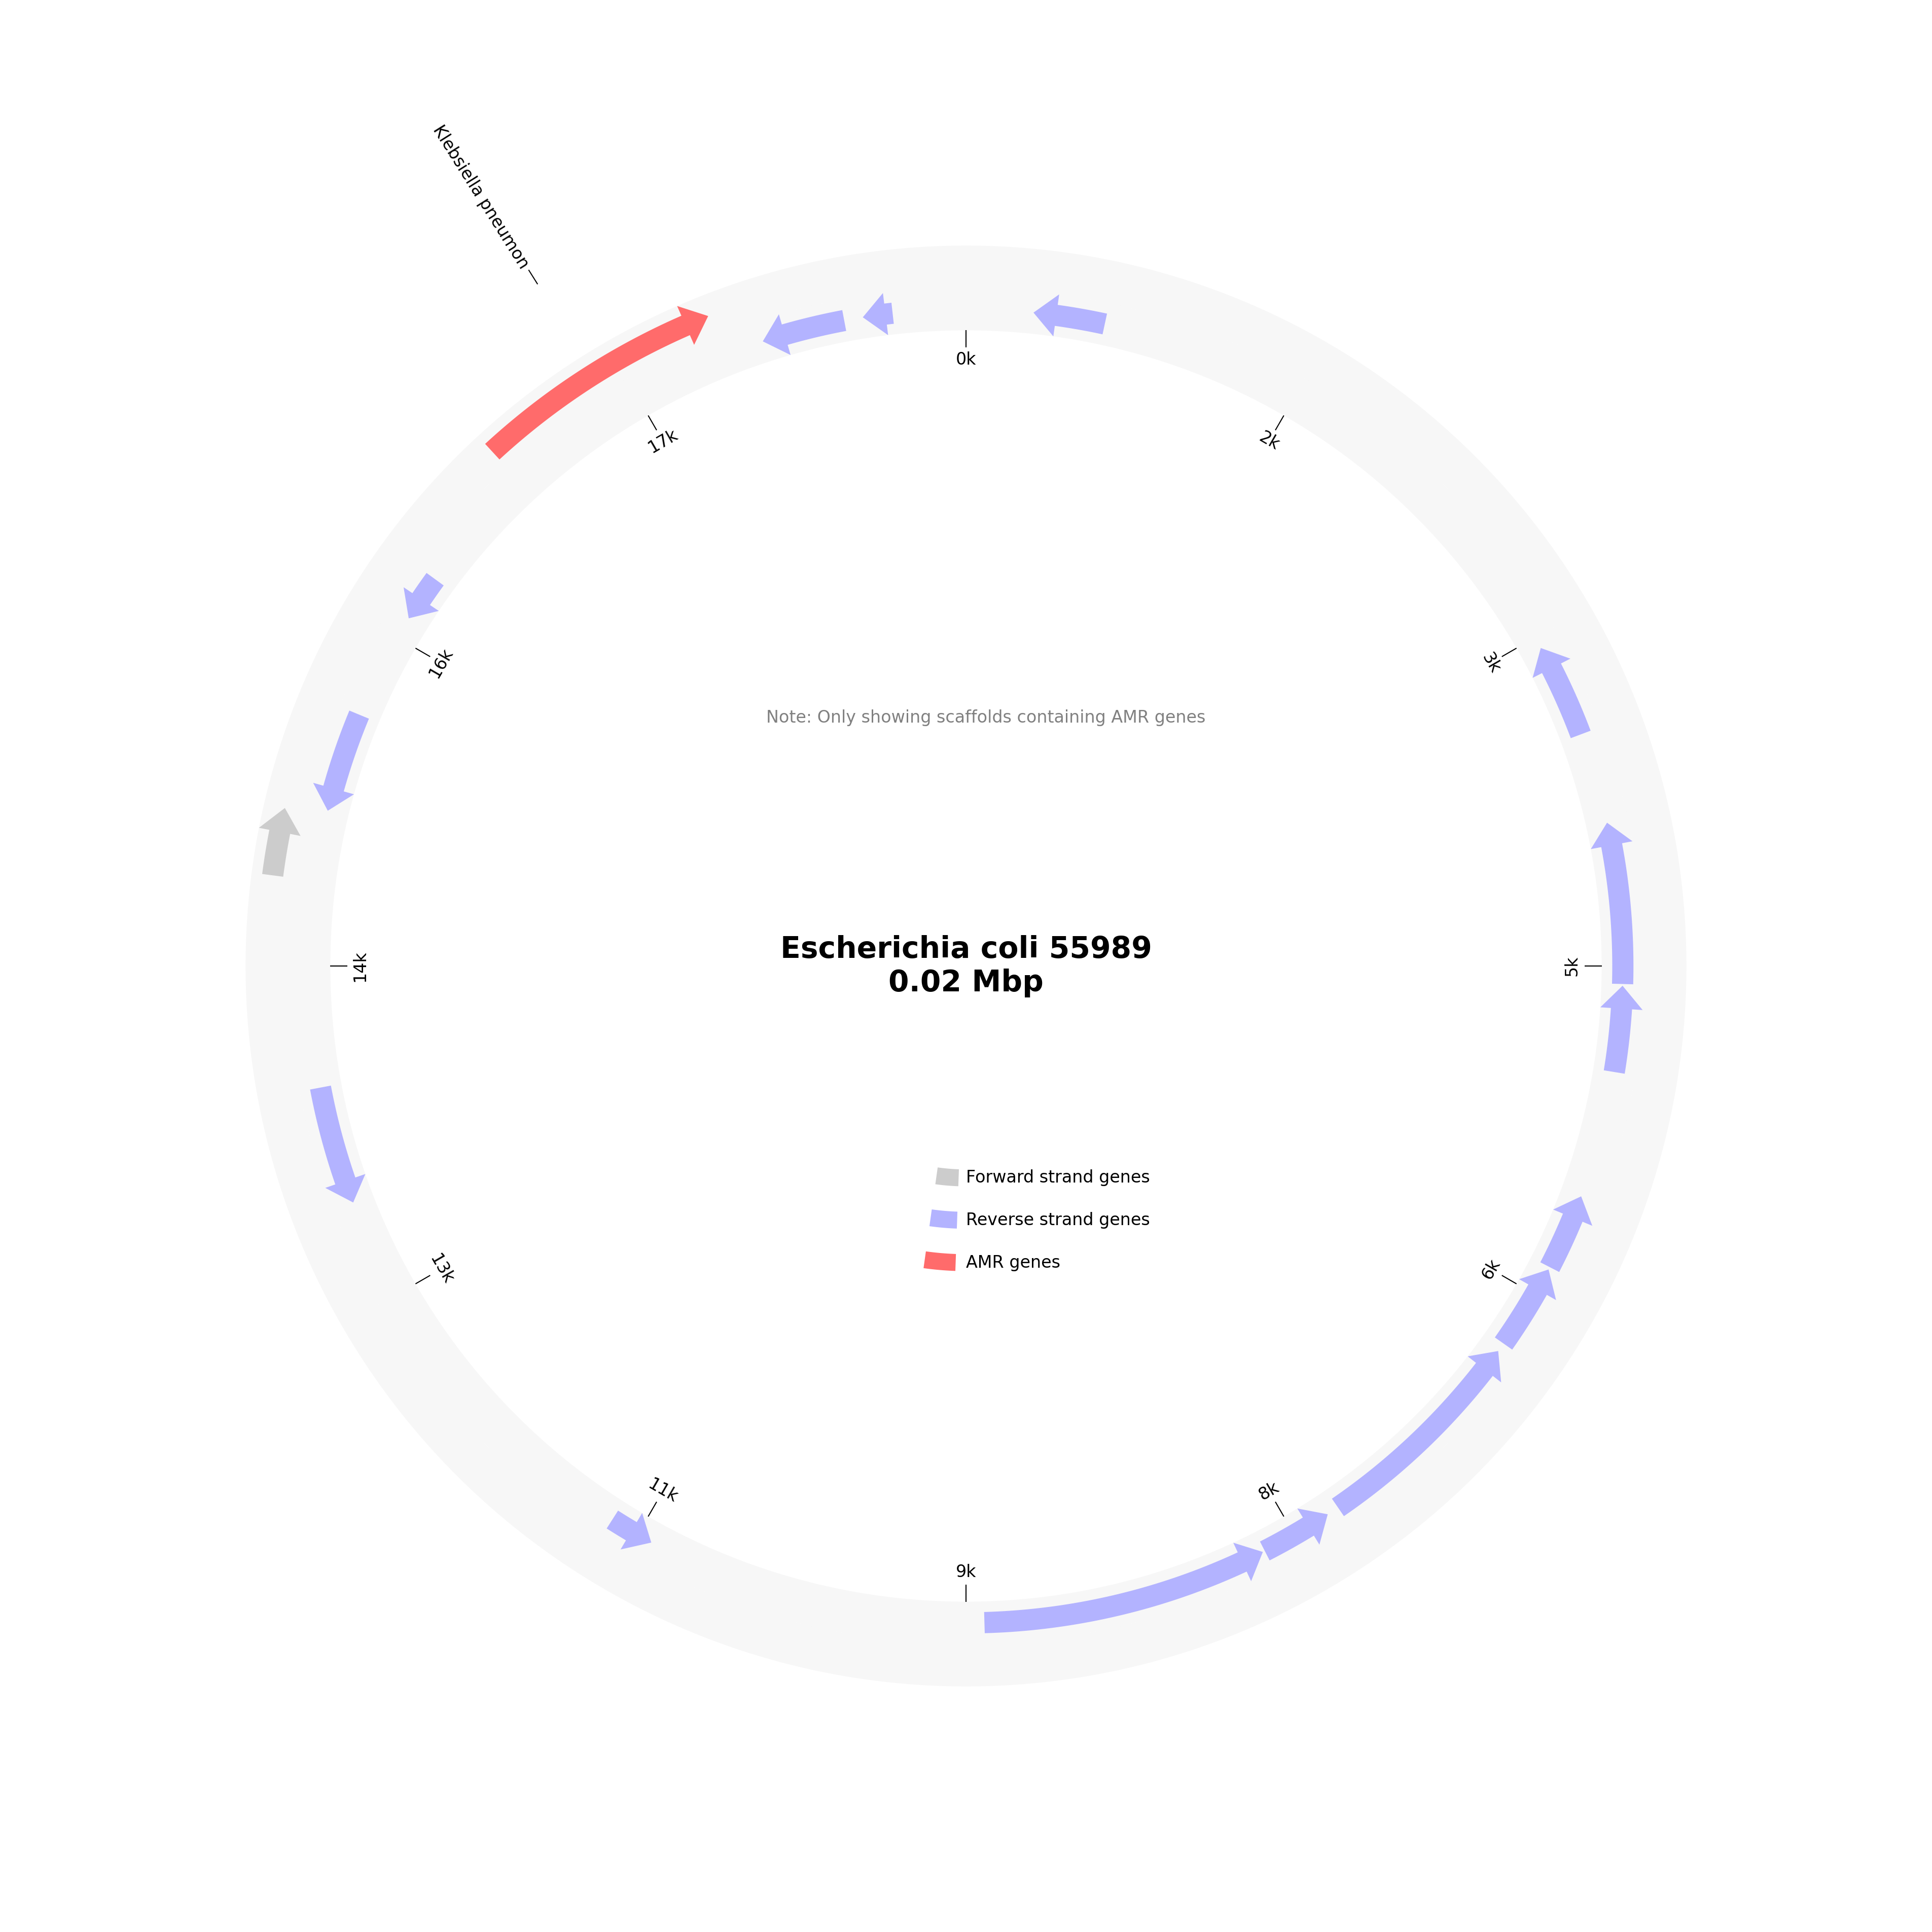 Klebsiella pneumon
0k
2k
3k
5k
6k
8k
9k
11k
13k
14k
16k
17k
Note: Only showing scaffolds containing AMR genes
Escherichia coli 55989
0.02 Mbp
Forward strand genes
Reverse strand genes
AMR genes